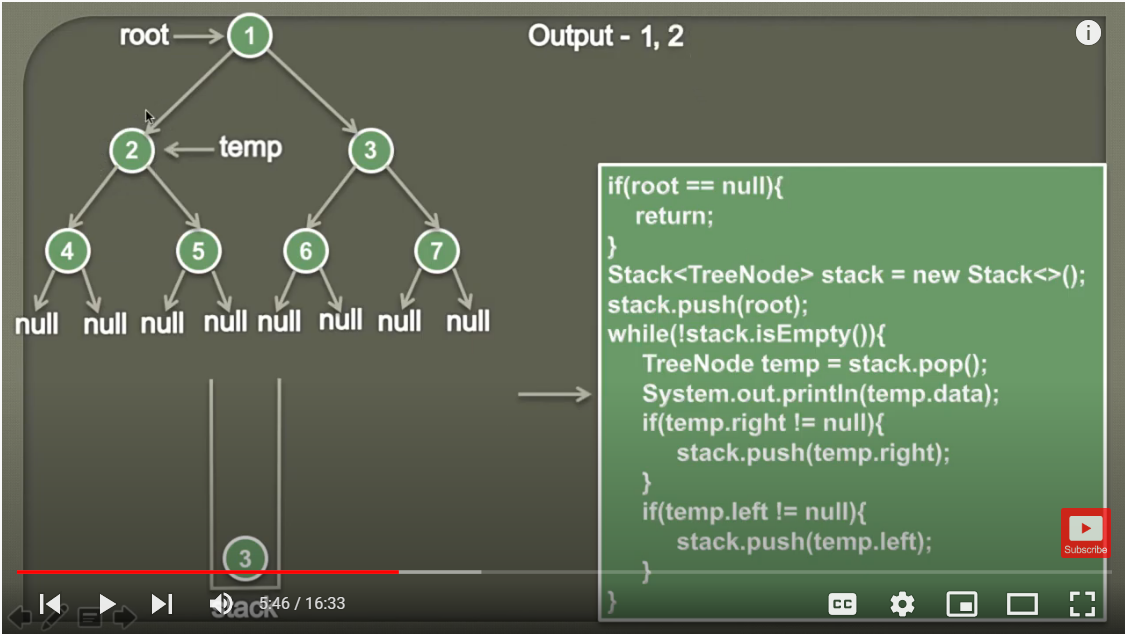 root
1
Output - 1, 2
i
2
temp
3
4
5
6
7
null
null
null
null
null
null
null
null
if(root == null){
return;
}
Stack<TreeNode> stack = new Stack<>();
stack.push(root);
while(!stack.isEmpty()){
TreeNode temp = stack.pop();
System.out.println(temp.data);
if(temp.right != null){
stack.push(temp.right);
}
if(temp.left != null){
stack.push(temp.left);
}
}
3
stack
Subscribe
5:46 / 16:33
CC